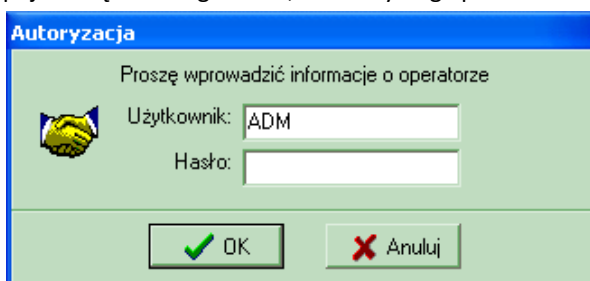 Autoryzacja
Proszę wprowadzić informacje o operatorze
Użytkownik: ADM
Hasło:
OK Anuluj